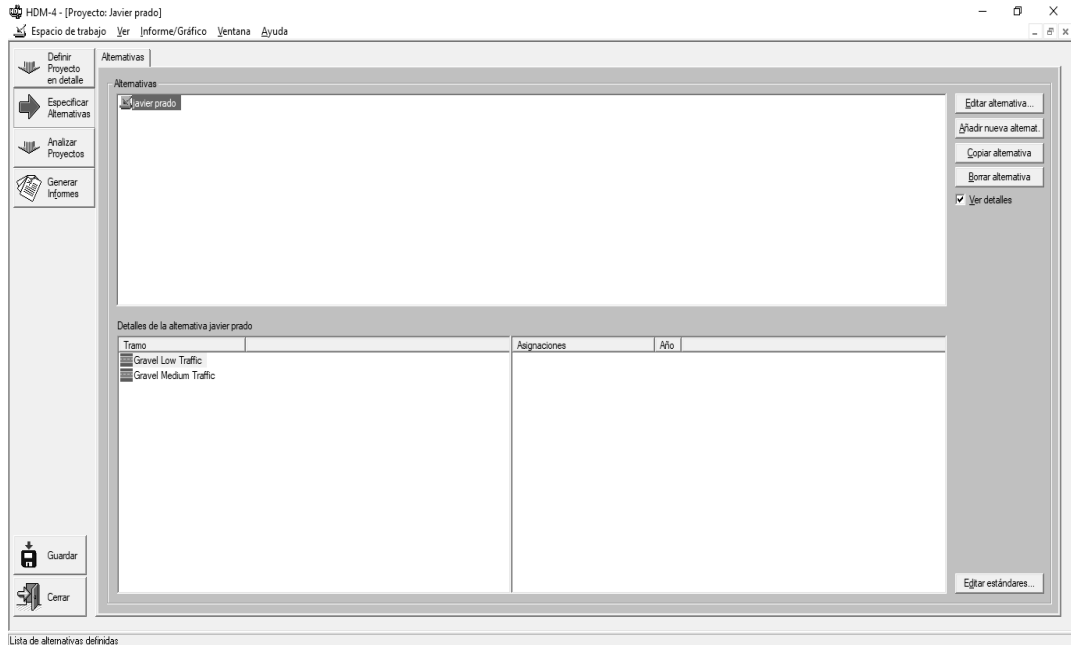 HDM-4 - [Proyecto: Javier prado]
Espacio de trabajo Ver Informe/Gráfico Ventana Ayuda
Definir
Proyecto
en detalle
Especificar
Alternativas
Analizar
Proyectos
Generar
Informes
Alternativas
Alternativas
javier prado
Editar alternativa...
Añadir nueva alternat.
Copiar alternativa
Borrar alternativa
Ver detalles
Detalles de la alternativa javier prado
Tramo
Gravel Low Traffic
Gravel Medium Traffic
Asignaciones Año
Editar estándares...
Guardar
Cerrar
Lista de alternativas definidas